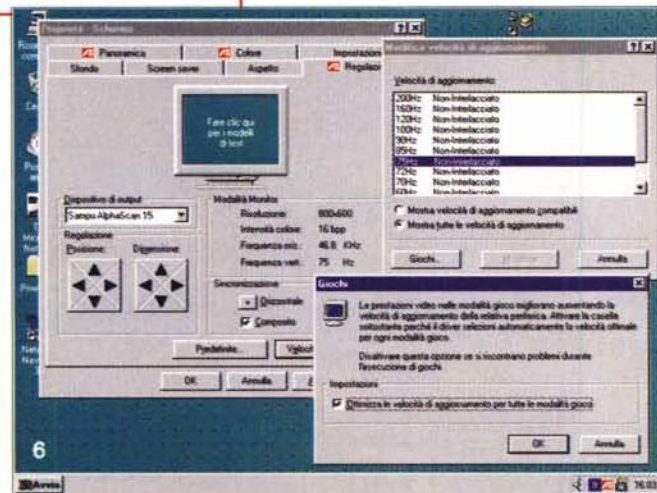 Proprietà - Schermo
Panoramica
Colore
Impostazioni
Sfondo
Screen saver
Aspetto
Regolazi
Fare clic qui
per i modelli
di test
Dispositivo di output
Sampo AlphaScan 15
Regolazione
Posizione:
Dimensione:
Modalità Monitor
Risoluzione: 800x600
Intensità colore: 16 bpp
Frequenza oriz.: 46.8 KHz
Frequenza vert.: 75 Hz
Sincronizzazione
Orizzontale
Composito
Predefinite...
Veloci
OK
Annulla
Modifica velocità di aggiornamento
Velocità di aggiornamento:
200Hz Non-Interlacciato
160Hz Non-Interlacciato
120Hz Non-Interlacciato
100Hz Non-Interlacciato
90Hz Non-Interlacciato
85Hz Non-Interlacciato
75Hz Non-Interlacciato
72Hz Non-Interlacciato
70Hz Non-Interlacciato
60Hz Non-Interlacciato
Mostra velocità di aggiornamento compatibili
Mostra tutte le velocità di aggiornamento
Giochi...
Annulla
Giochi
Le prestazioni video nelle modalità gioco migliorano aumentando la
velocità di aggiornamento della relativa periferica. Attivare la casella
sottostante perché il driver selezioni automaticamente la velocità ottimale
per ogni modalità gioco.
Disattivare questa opzione se si riscontrano problemi durante
l'esecuzione di giochi.
Impostazioni
Ottimizza le velocità di aggiornamento per tutte le modalità gioco
OK
Annulla
6
Avvio
16.03